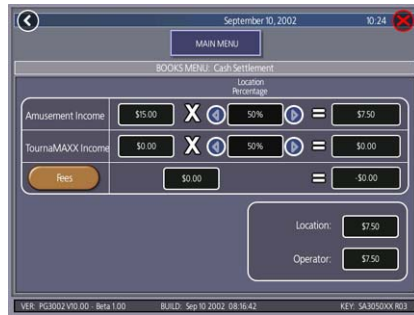 September 10, 2002 10:24
MAIN MENU
BOOKS MENU: Cash Settlement
Location
Percentage
Amusement Income $15.00 X 50% = $7.50
TournaMAXX Income $0.00 X 50% = $0.00
Fees $0.00 = -$0.00
Location: $7.50
Operator: $7.50
VER: PG3002 V10.00 - Beta 1.00 BUILD: Sep 10 2002 08:16:42 KEY: SA3050XX R03